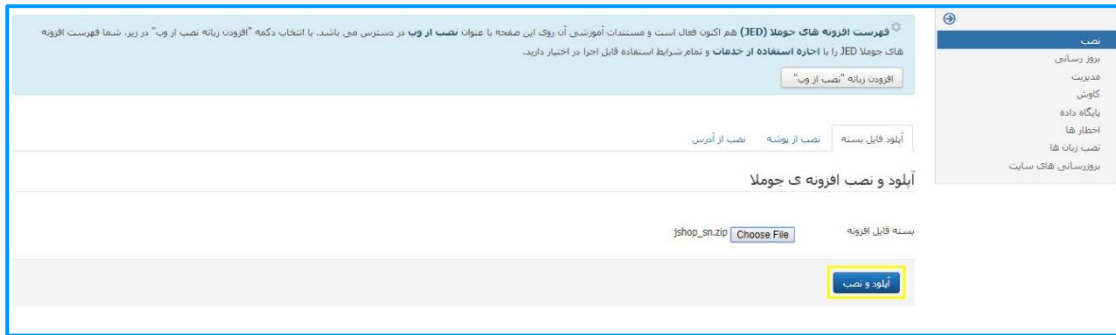 فهرست افزونه های جوملا (JED) هم اکنون فعال است و مستندات آموزشی آن روی این صفحه با عنوان نصب از وب در دسترس می باشد. با انتخاب دکمه "افزودن زبانه نصب از وب" در زیر، شما فهرست افزونه
های جوملا JED را با اجازه استفاده از خدمات و تمام شرایط استفاده قابل اجرا در اختیار دارید.
افزودن زبانه "نصب از وب"
نصب
بروز رسانی
مدیریت
کاوش
پایگاه داده
اخطار ها
نصب زبان ها
بروزرسانی های سایت
آپلود فایل بسته نصب از پوشه نصب از آدرس
آپلود و نصب افزونه ی جوملا
بسته فایل افزونه Choose File jshop_sn.zip
آپلود و نصب